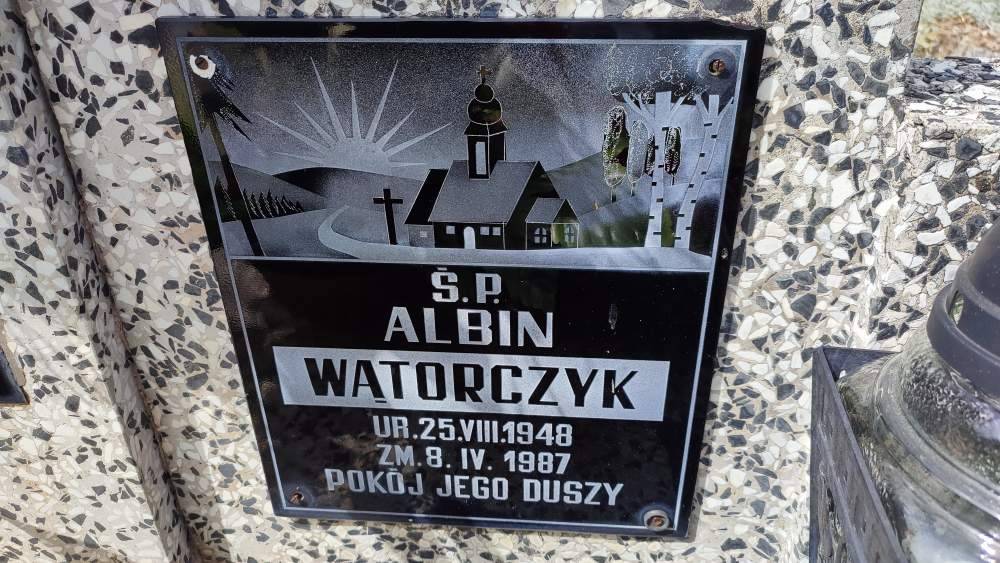 Ś.P.
ALBIN
WĄTORCZYK
UR.25.VIII.1948
ZM. 8. IV. 1987
POKÓJ JEGO DUSZY